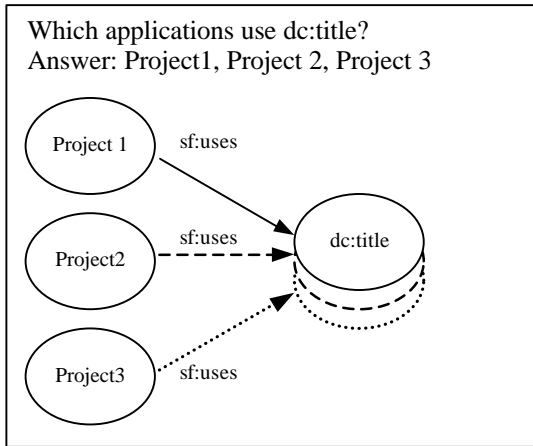 Which applications use dc:title?
Answer: Project1, Project 2, Project 3
Project 1
sf:uses
sf:uses
dc:title
Project2
Project3
sf:uses